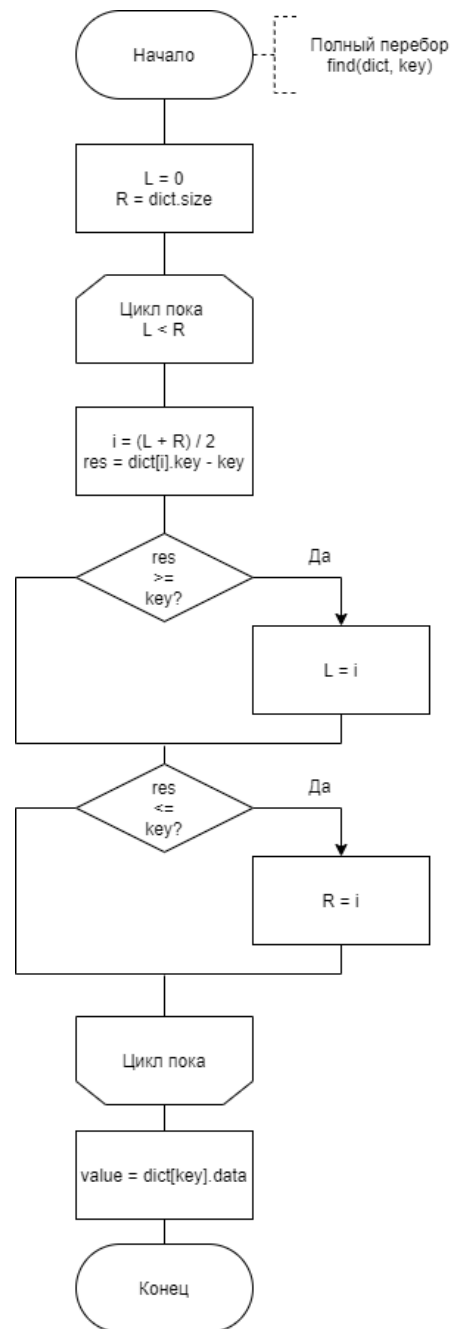 Начало
Полный перебор
find(dict, key)
L = 0
R = dict.size
Цикл пока
L < R
i = (L + R) / 2
res = dict[i].key - key
res
>=
key?
Да
L = i
res
<=
key?
Да
R = i
Цикл пока
value = dict[key].data
Конец